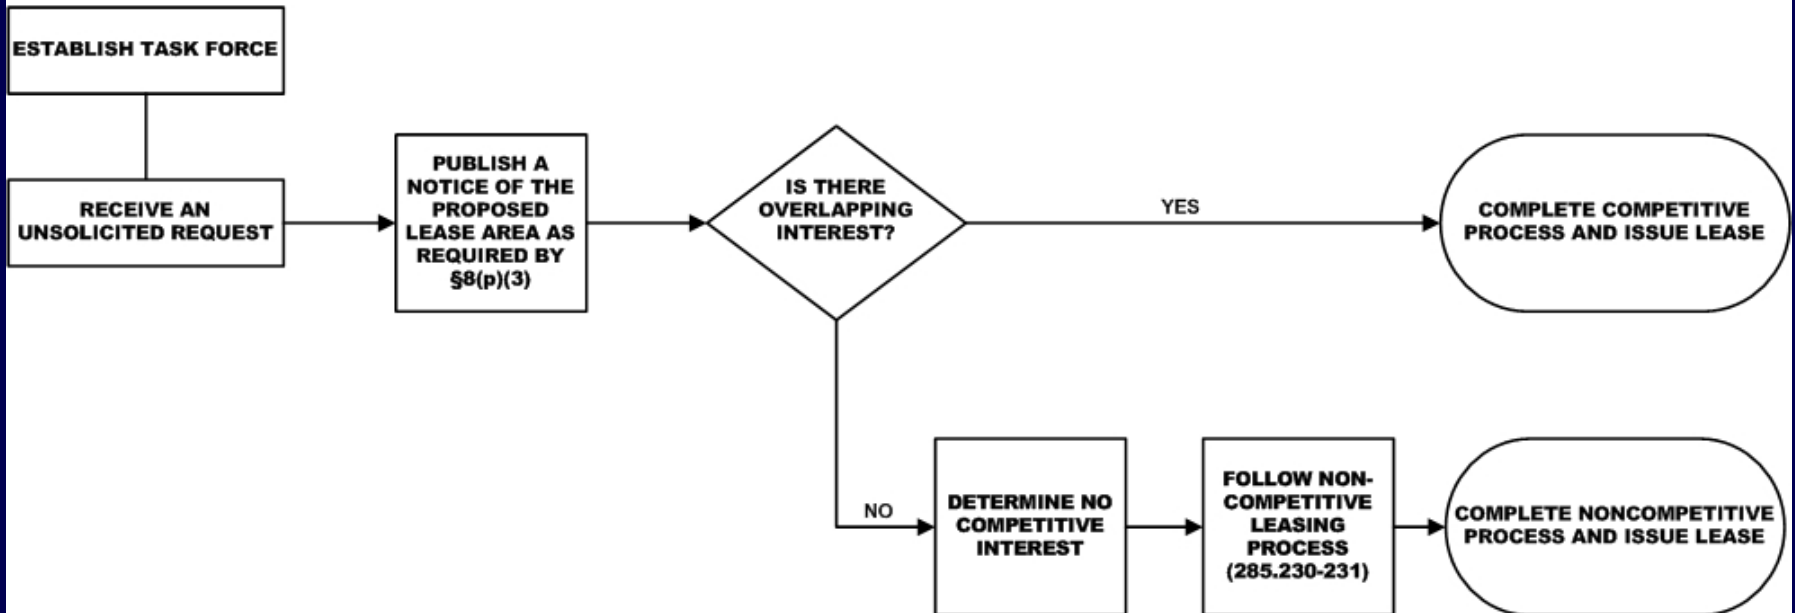 ESTABLISH TASK FORCE
RECEIVE AN
UNSOLICITED REQUEST
PUBLISH A
NOTICE OF THE
PROPOSED
LEASE AREA AS
REQUIRED BY
§8(p)(3)
IS THERE
OVERLAPPING
INTEREST?
YES
COMPLETE COMPETITIVE
PROCESS AND ISSUE LEASE
NO
DETERMINE NO
COMPETITIVE
INTEREST
FOLLOW NON-
COMPETITIVE
LEASING
PROCESS
(285.230-231)
COMPLETE NONCOMPETITIVE
PROCESS AND ISSUE LEASE